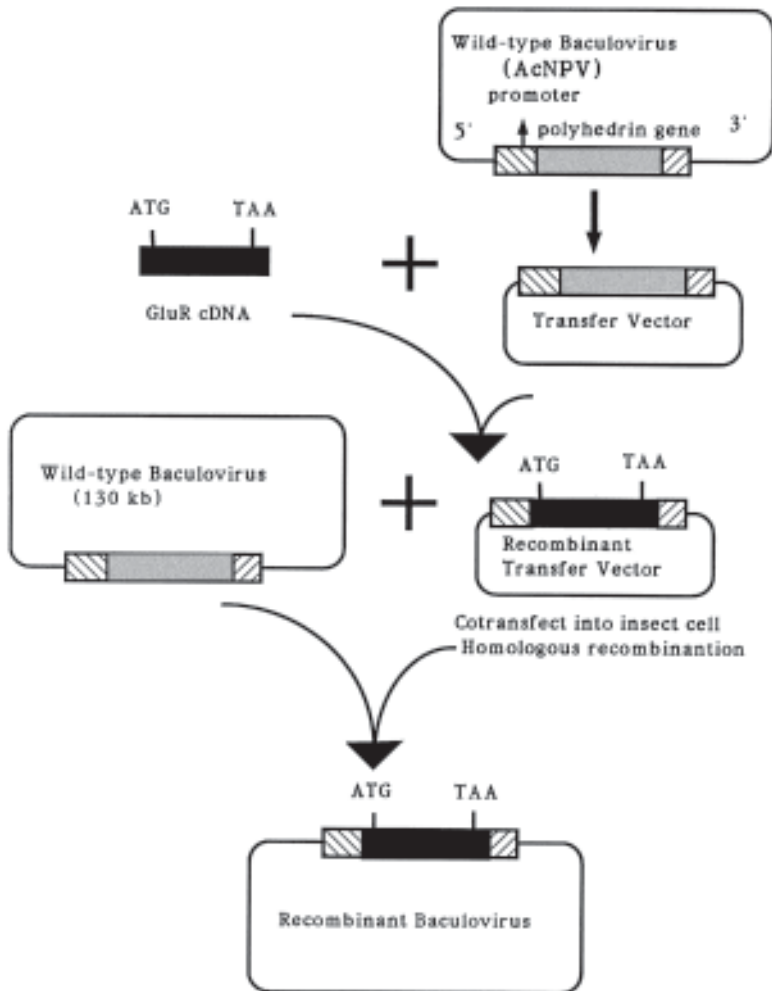 Wild-type Baculovirus
(AcNPV)
promoter
5'
polyhedrin gene
3'
ATG
TAA
GluR cDNA
Transfer Vector
Wild-type Baculovirus
(130 kb)
ATG
TAA
Recombinant
Transfer Vector
Cotransfect into insect cell
Homologous recombinantion
ATG
TAA
Recombinant Baculovirus